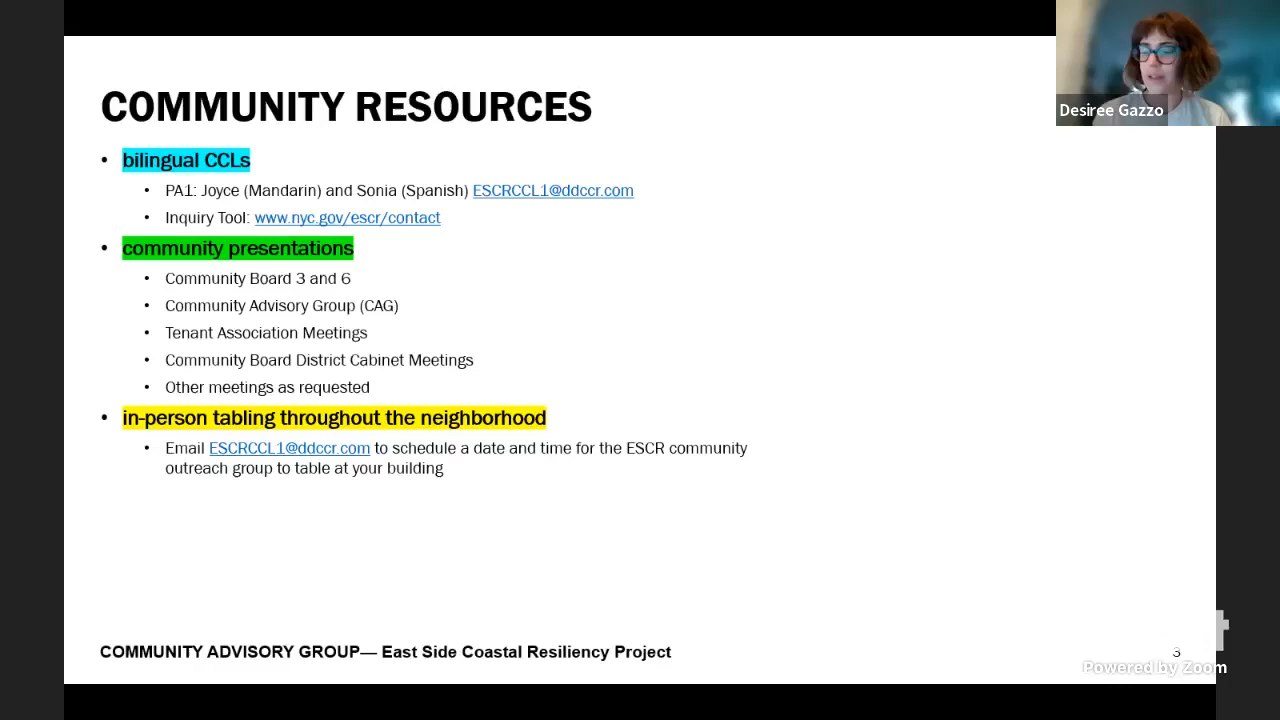 COMMUNITY RESOURCES
Desiree Gazzo
• bilingual CCLs
• PA1: Joyce (Mandarin) and Sonia (Spanish) ESCRCCL1@ddccr.com
• Inquiry Tool: www.nyc.gov/escr/contact
• community presentations
• Community Board 3 and 6
• Community Advisory Group (CAG)
• Tenant Association Meetings
• Community Board District Cabinet Meetings
• Other meetings as requested
• in-person tabling throughout the neighborhood
• Email ESCRCCL1@ddccr.com to schedule a date and time for the ESCR community
outreach group to table at your building
COMMUNITY ADVISORY GROUP— East Side Coastal Resiliency Project
Powered by Zoom